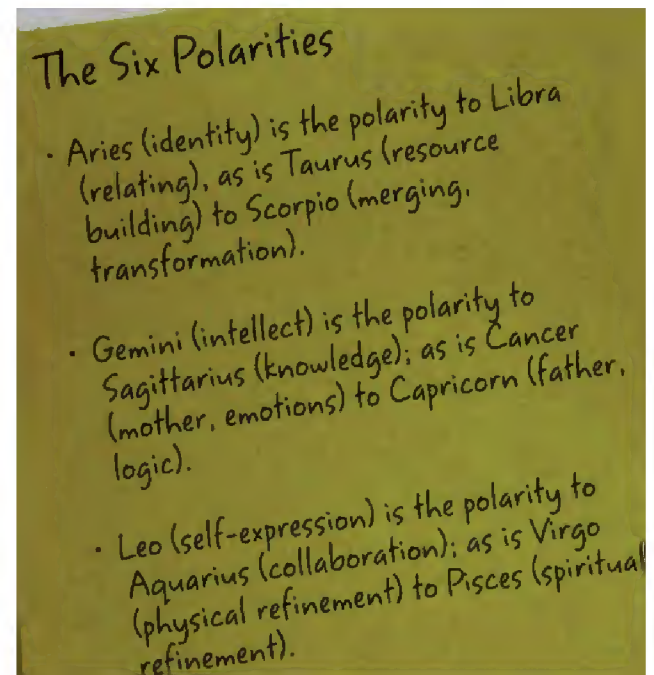 The Six Polarities
· Aries (identity) is the polarity to Libra
(relating), as is Taurus (resource
building) to Scorpio (merging,
transformation).
· Gemini (intellect) is the polarity to
Sagittarius (knowledge); as is Cancer
(mother, emotions) to Capricorn (father,
logic).
· Leo (self-expression) is the polarity to
Aquarius (collaboration); as is Virgo
(physical refinement) to Pisces (spiritual
refinement).